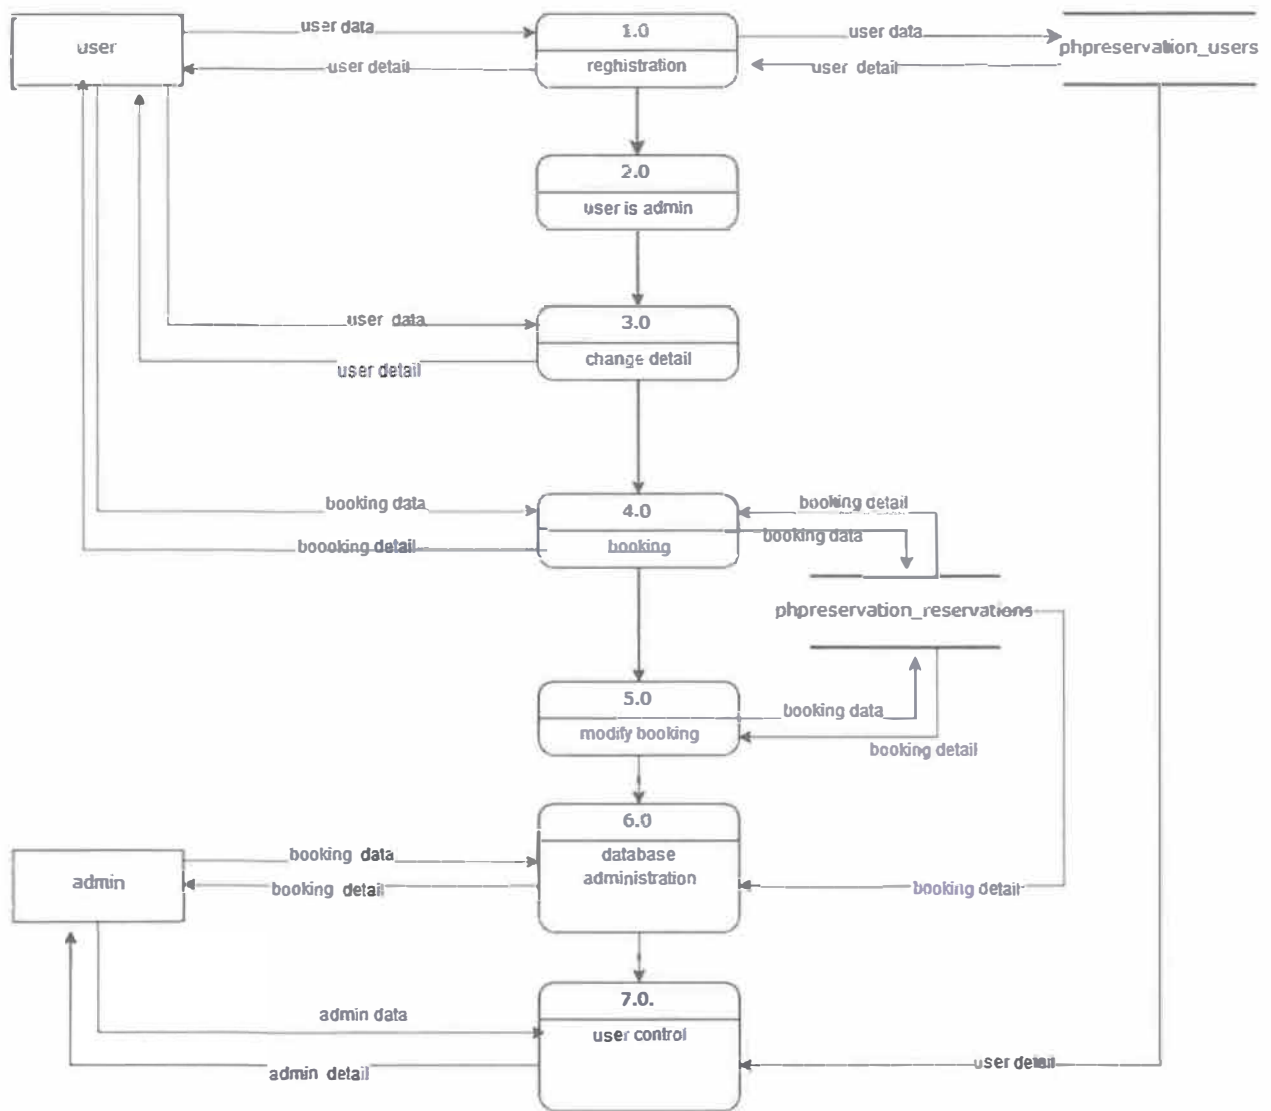 user data
user data
1.0
user
phpreservation_users
user detail
reghistration
user detail
2.0
user is admin
user data
3.0
change detail
user detail
booking data
4.0
booking detail
booking data
boooking detail
booking
phpreservation_reservations
5.0
booking data
modify booking
booking detail
6.0
booking data
database
administration
admin
booking detail
booking detail
7.0.
admin data
user control
user detail
admin detail